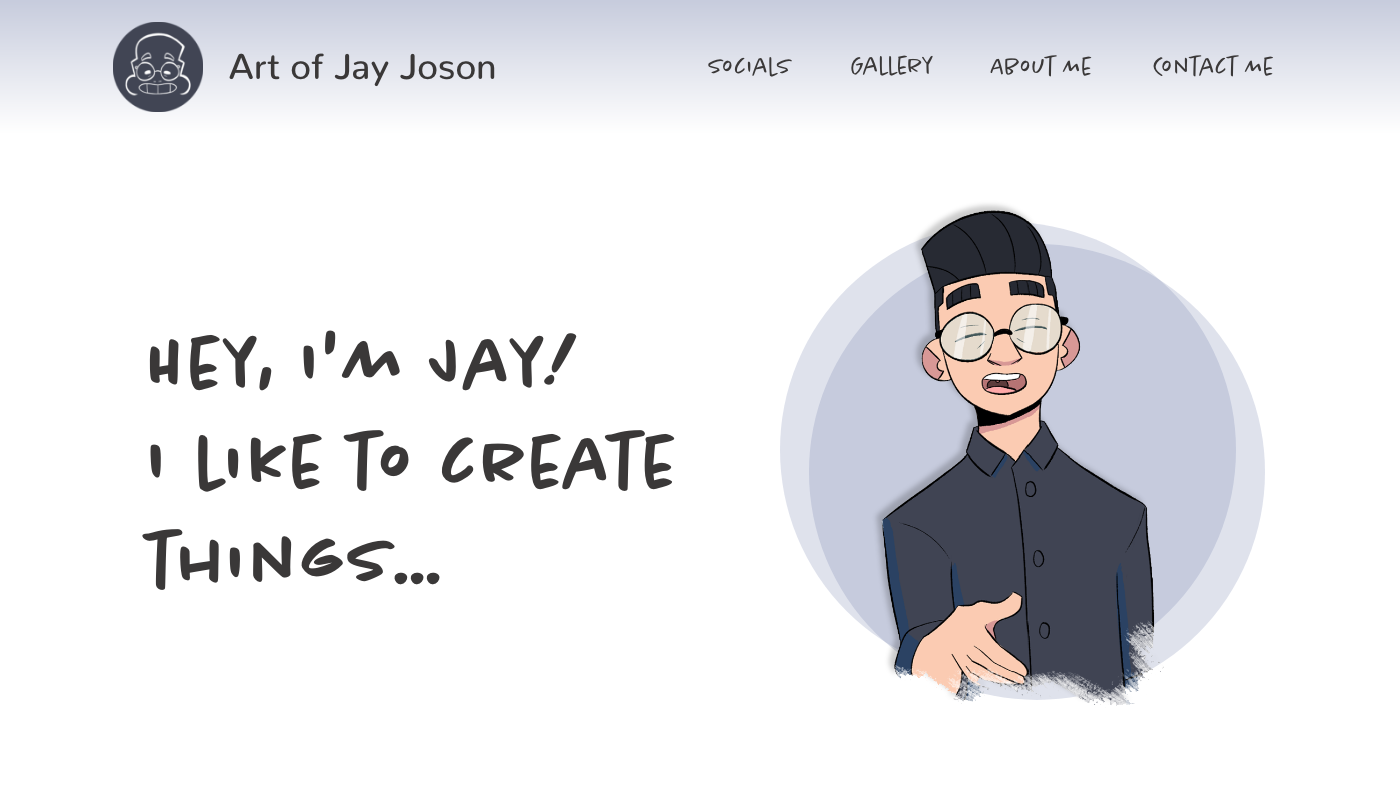 Art of Jay Joson
SOCIALS
GALLERY
ABOUT ME
CONTACT ME
HEY, I'M JAY!
I LIKE TO CREATE
THINGS...